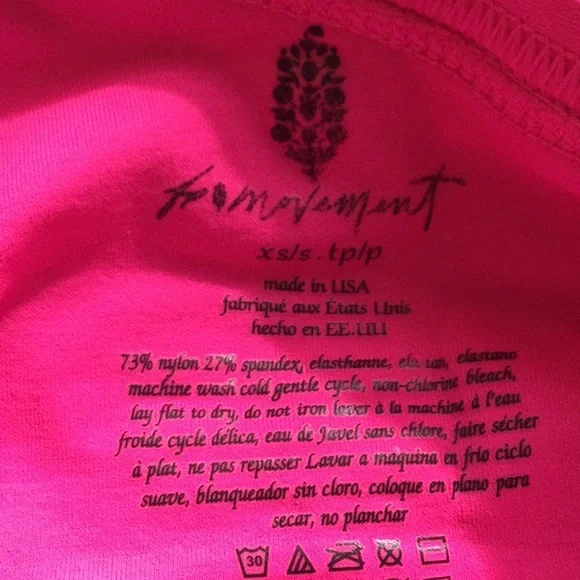 fp movement
xs/s . tp/p
made in USA
fabriqué aux États Unis
hecho en EE.UU
73% nylon 27% spandex, elasthanne, elastano
machine wash cold gentle cycle, non-chlorine bleach,
lay flat to dry, do not iron laver à la machine à l'eau
froide cycle délica, eau de Javel sans chlore, faire sécher
à plat, ne pas repasser Lavar a maquina en frío ciclo
suave, blanqueador sin cloro, coloque en plano para
secar, no planchar
30